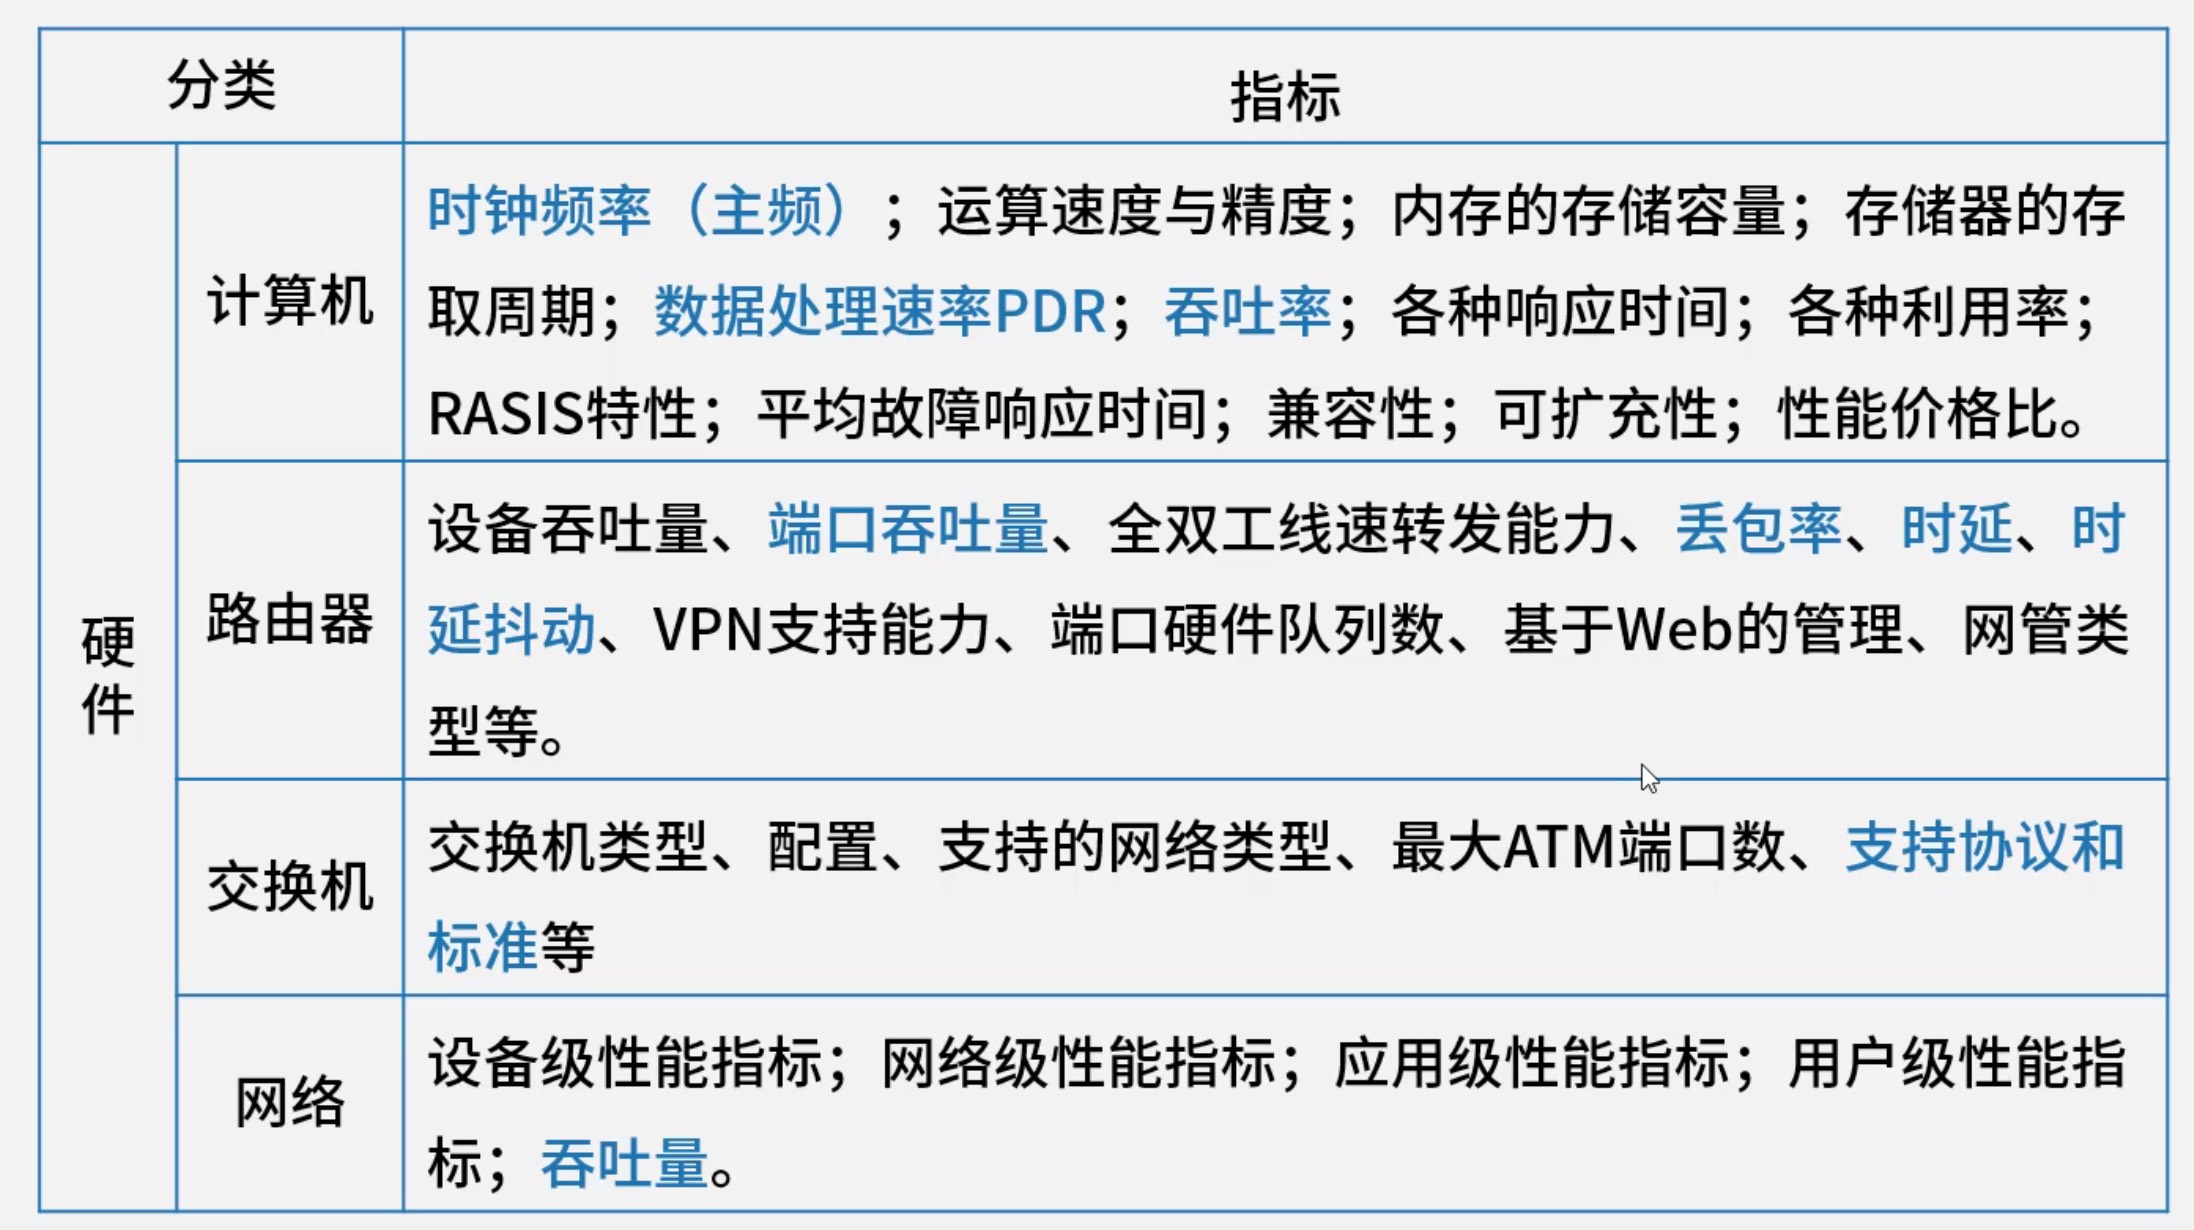 分类
指标
硬
件
计算机
时钟频率（主频）；运算速度与精度；内存的存储容量；存储器的存
取周期；数据处理速率PDR；吞吐率；各种响应时间；各种利用率；
RASIS特性；平均故障响应时间；兼容性；可扩充性；性能价格比。
路由器
设备吞吐量、端口吞吐量、全双工线速转发能力、丢包率、时延、时
延抖动、VPN支持能力、端口硬件队列数、基于Web的管理、网管类
型等。
交换机
交换机类型、配置、支持的网络类型、最大ATM端口数、支持协议和
标准等
网络
设备级性能指标；网络级性能指标；应用级性能指标；用户级性能指
标；吞吐量。